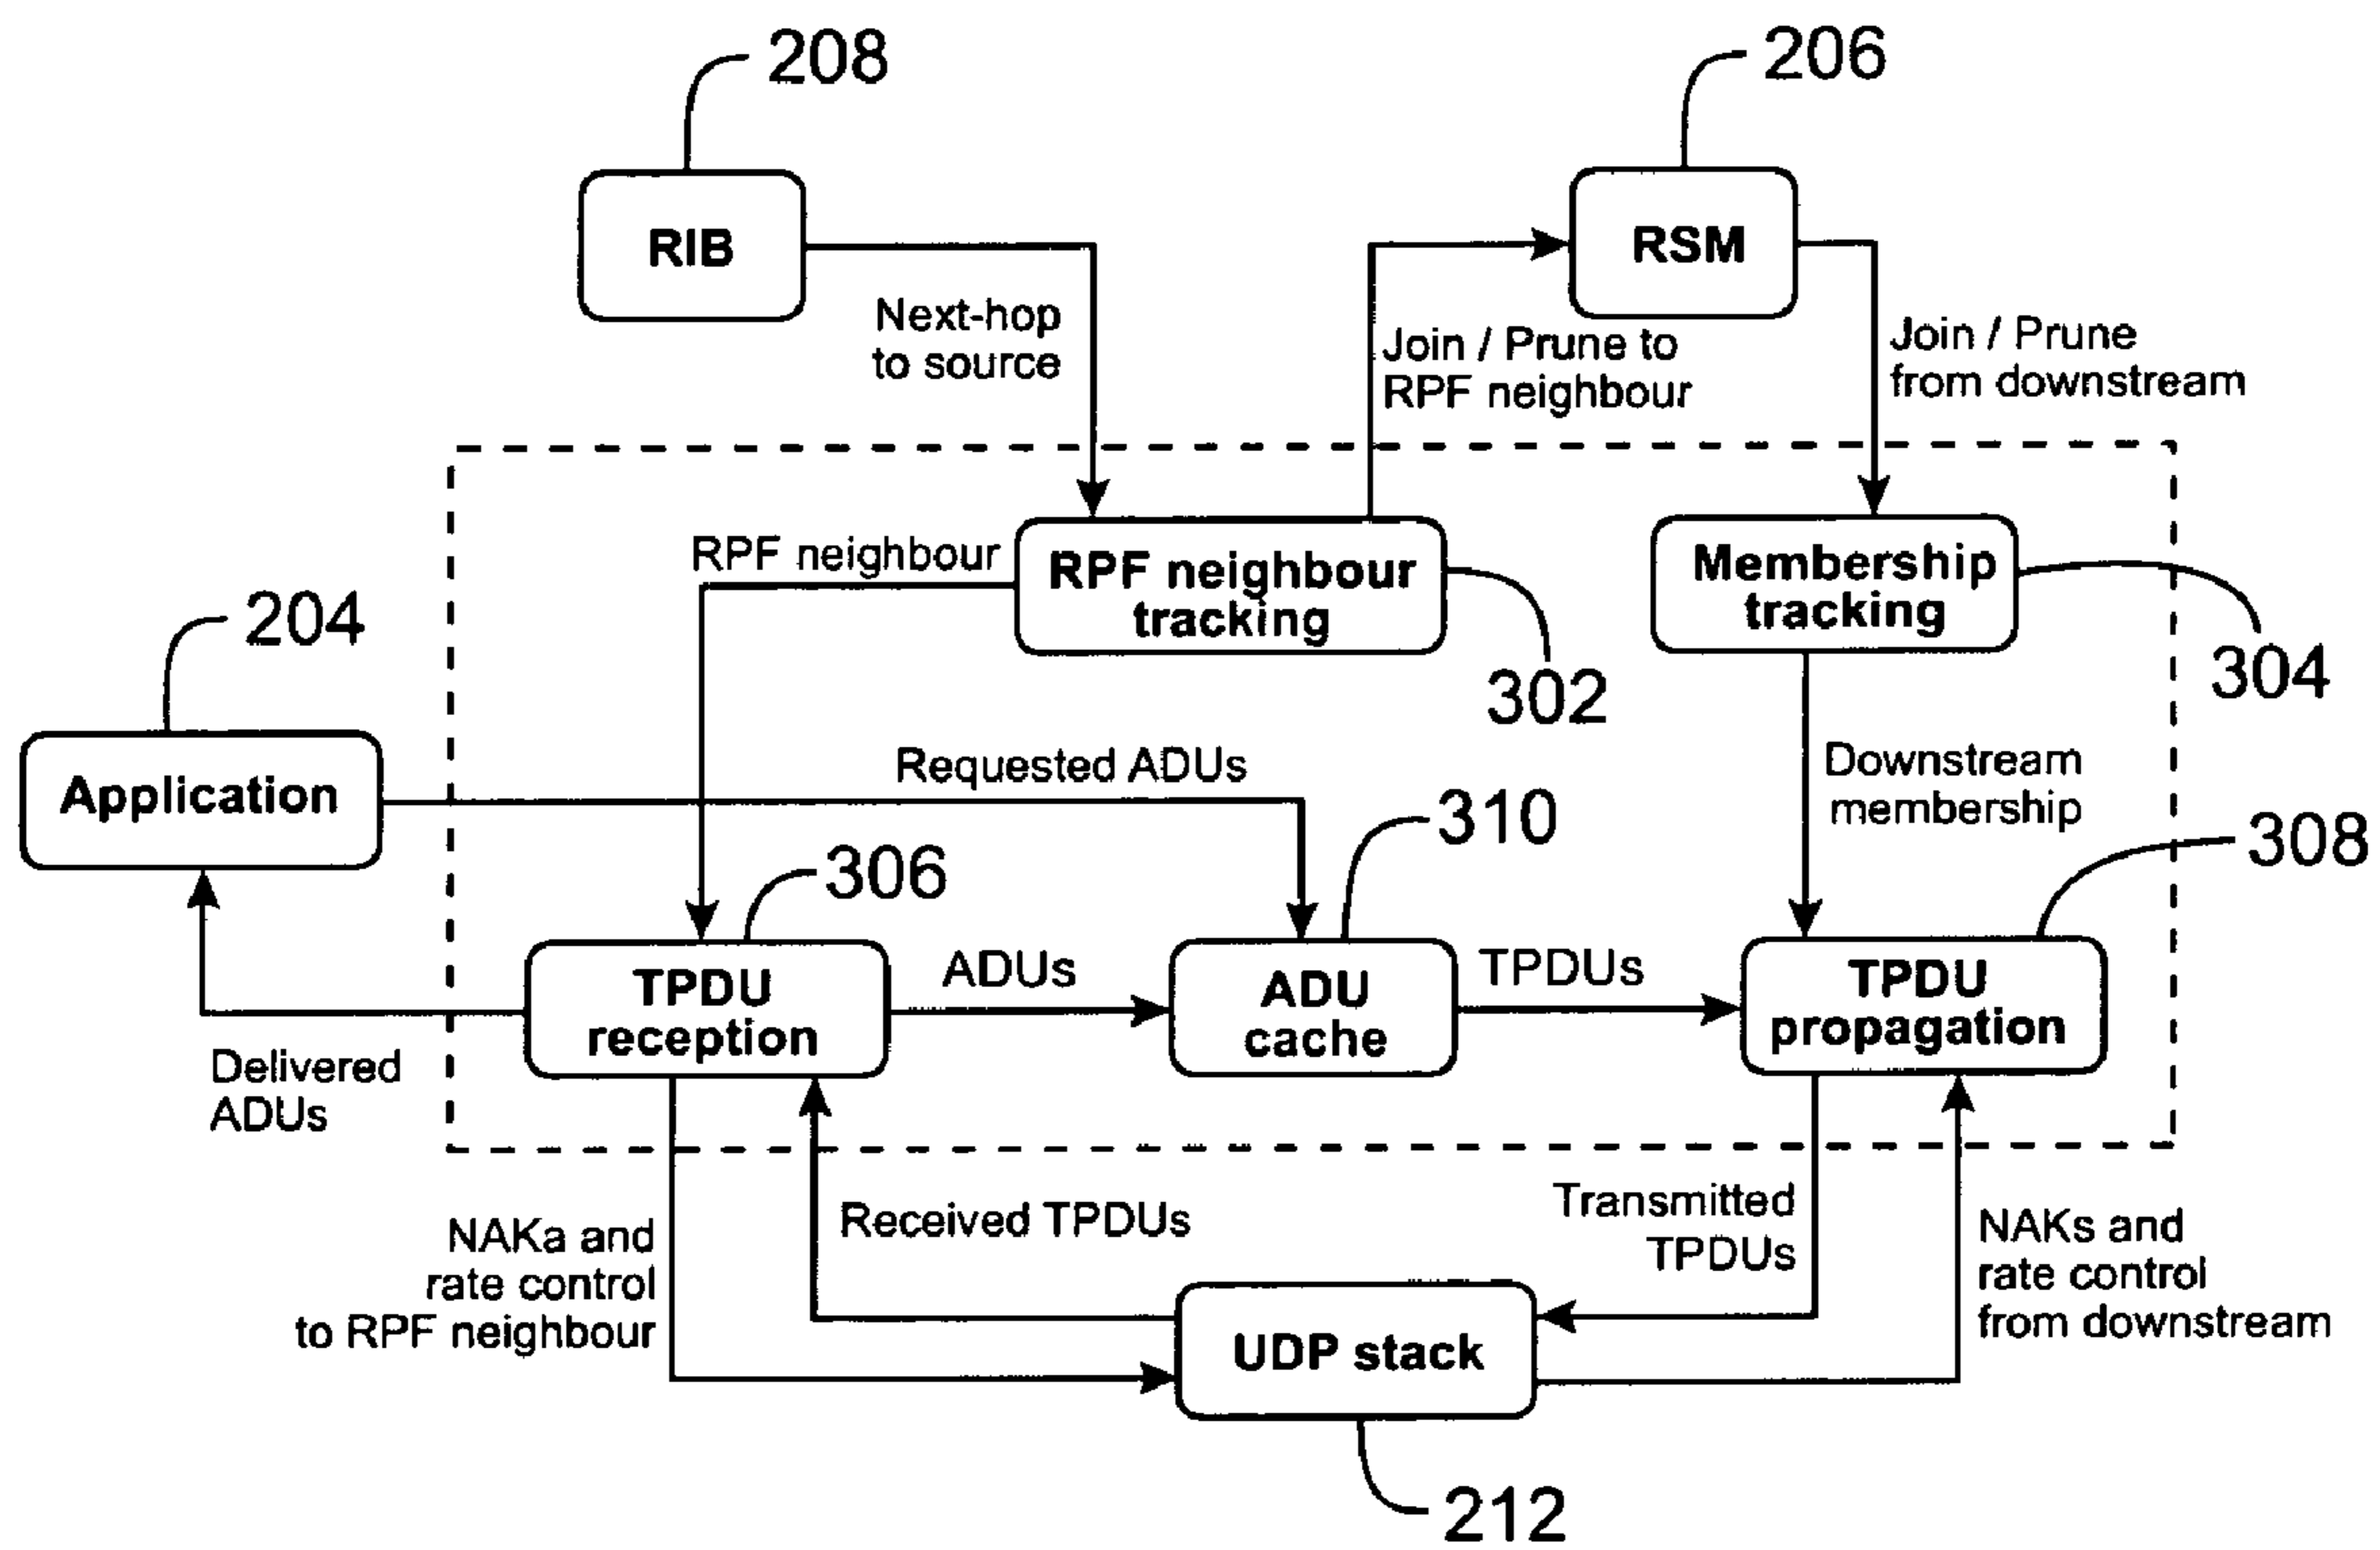 208
206
RIB
RSM
Next-hop
to source
Join / Prune to
RPF neighbour
Join / Prune
from downstream
RPF neighbour
RPF neighbour
tracking
Membership
tracking
204
302
304
Application
Requested ADUs
Downstream
membership
310
308
306
TPDU
reception
ADUs
ADU
cache
TPDUs
TPDU
propagation
Delivered
ADUs
NAKa and
rate control
to RPF neighbour
Received TPDUs
Transmitted
TPDUs
NAKs and
rate control
from downstream
UDP stack
212